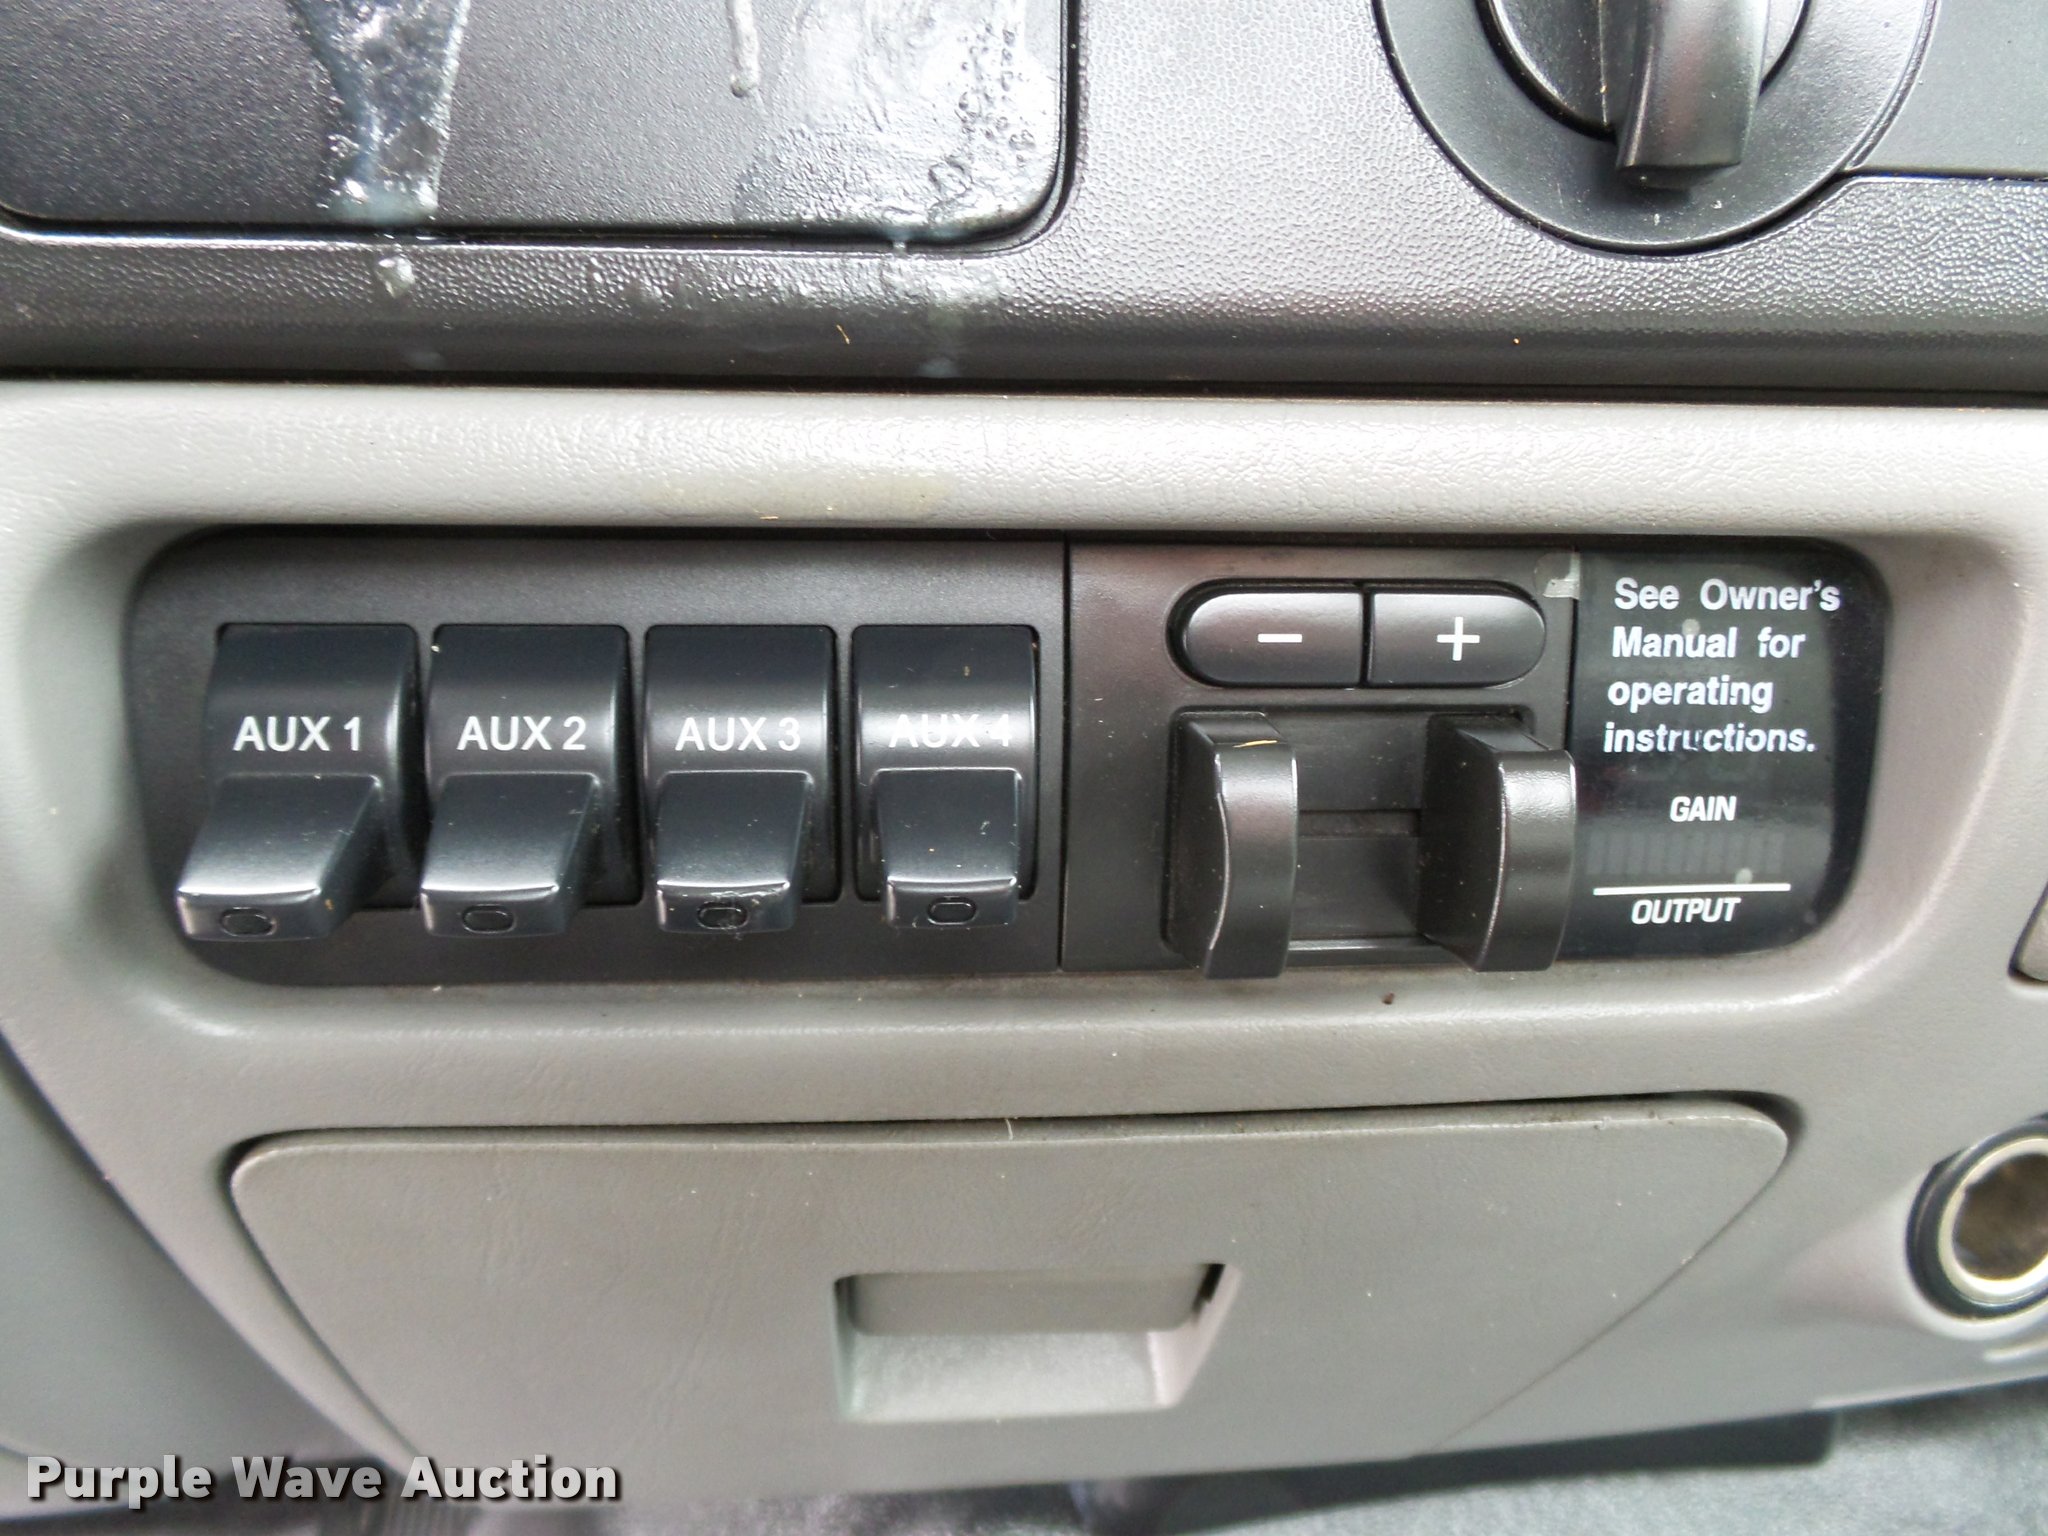 AUX 1
AUX 2
AUX 3
AUX 4
− +
See Owner's
Manual for
operating
instructions.
GAIN
OUTPUT
Purple Wave Auction